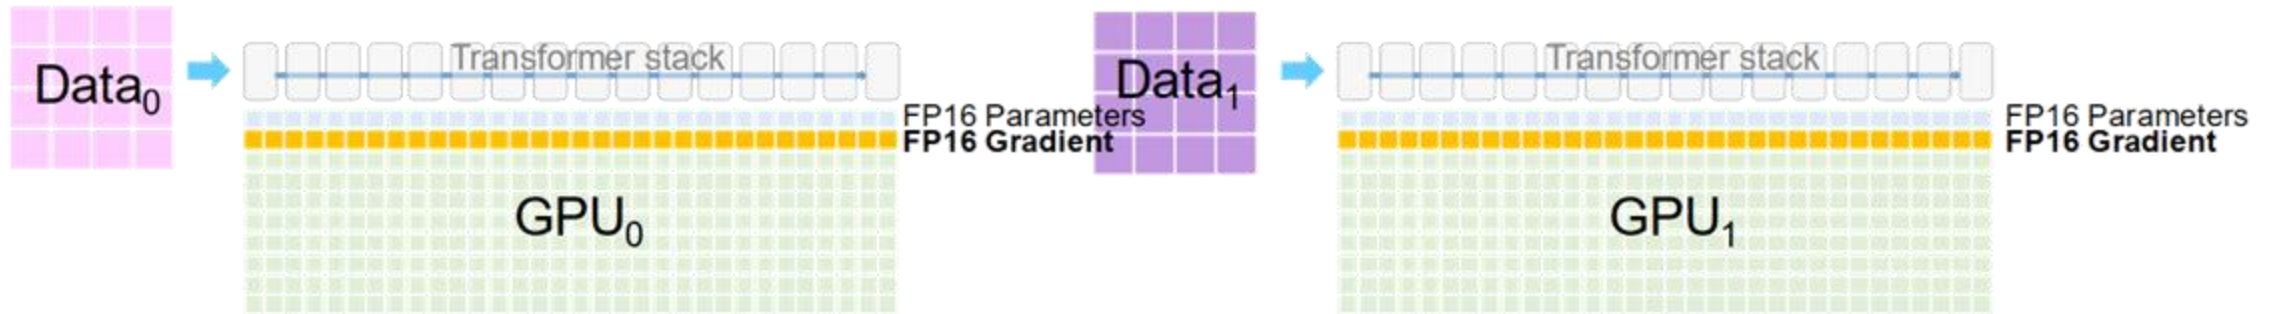 Data0
Transformer stack
FP16 Parameters
FP16 Gradient
GPU0
Data1
Transformer stack
FP16 Parameters
FP16 Gradient
GPU1